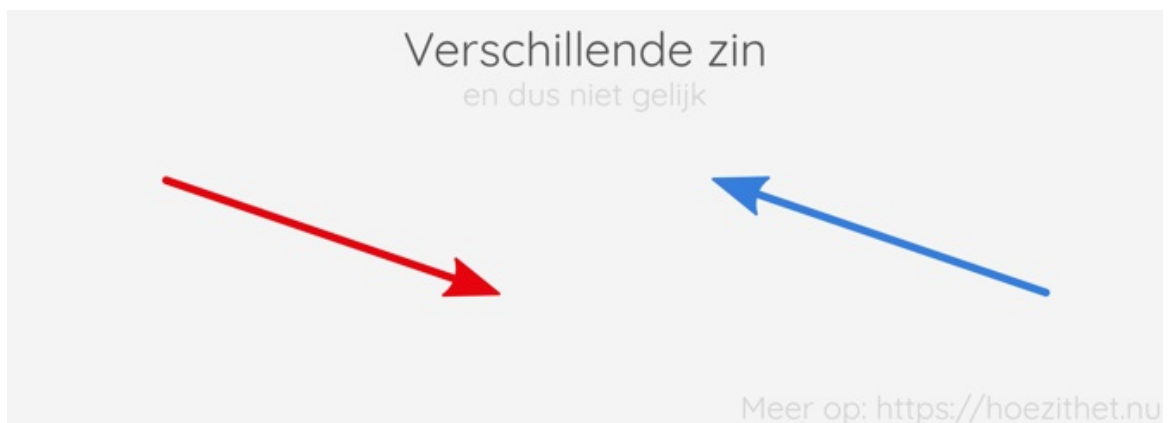 Verschillende zin
en dus niet gelijk
Meer op: https://hoezithet.nu